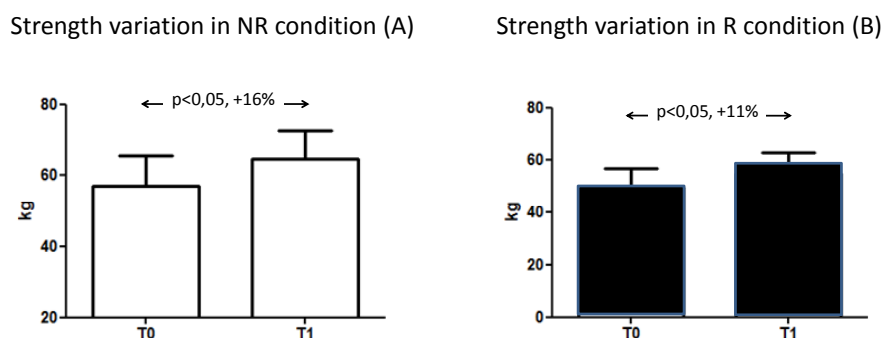 Strength variation in NR condition (A)
p<0,05, +16%
80
60
40
20
kg
T0 T1
Strength variation in R condition (B)
p<0,05, +11%
80
60
40
20
0
kg
T0 T1